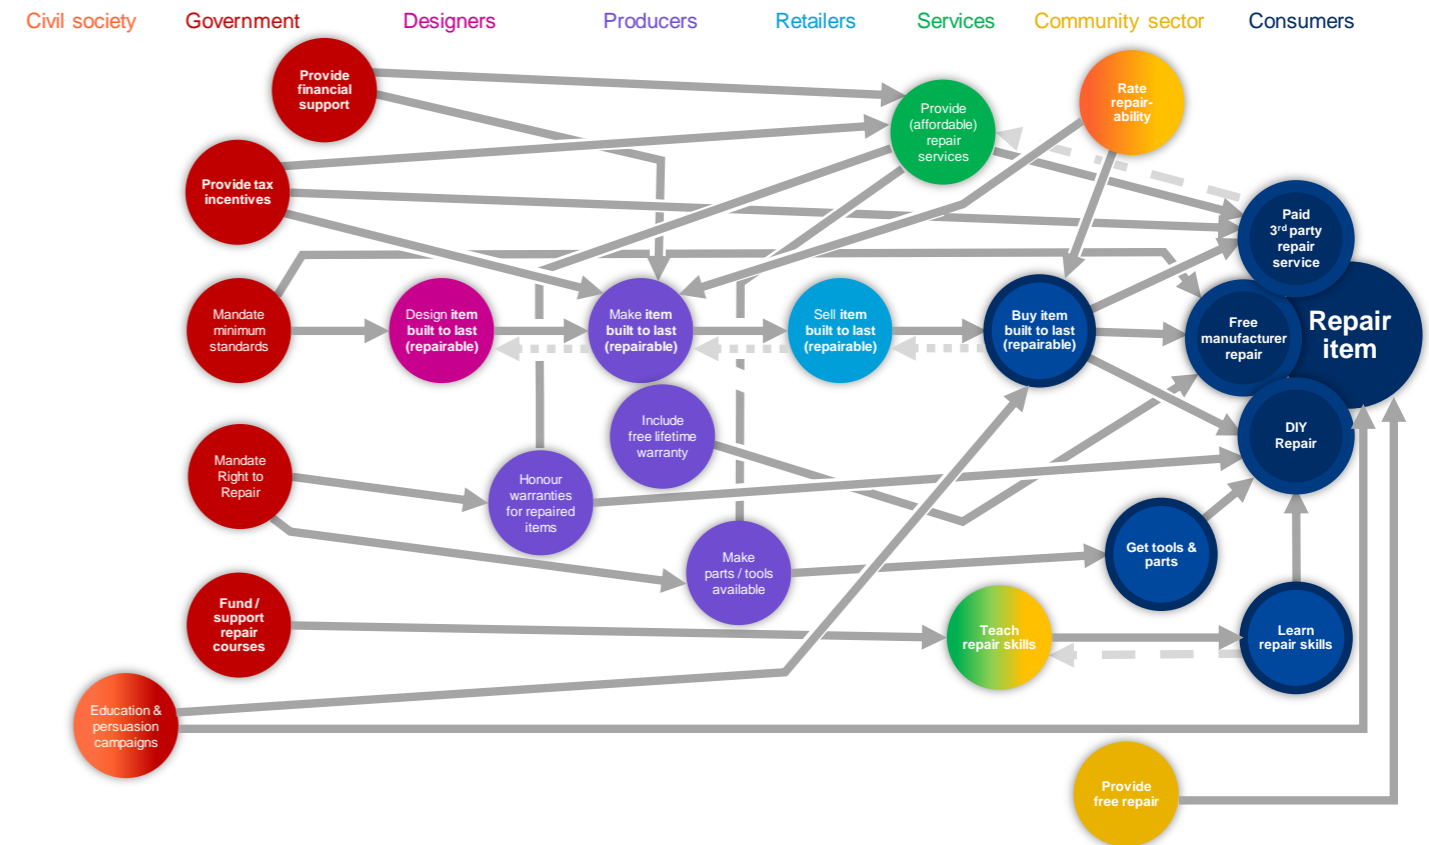 Civil society
Government
Designers
Producers
Retailers
Services
Community sector
Consumers
Provide
financial
support
Provide
(affordable)
repair
services
Rate
repair-
ability
Provide tax
incentives
Paid
3rd party
repair
service
Mandate
minimum
standards
Design item
built to last
(repairable)
Make item
built to last
(repairable)
Sell item
built to last
(repairable)
Buy item
built to last
(repairable)
Free
manufacturer
repair
Repair
item
Include
free lifetime
warranty
DIY
Repair
Mandate
Right to
Repair
Honour
warranties
for repaired
items
Make
parts / tools
available
Get tools &
parts
Fund /
support
repair
courses
Teach
repair skills
Learn
repair skills
Education &
persuasion
campaigns
Provide
free repair